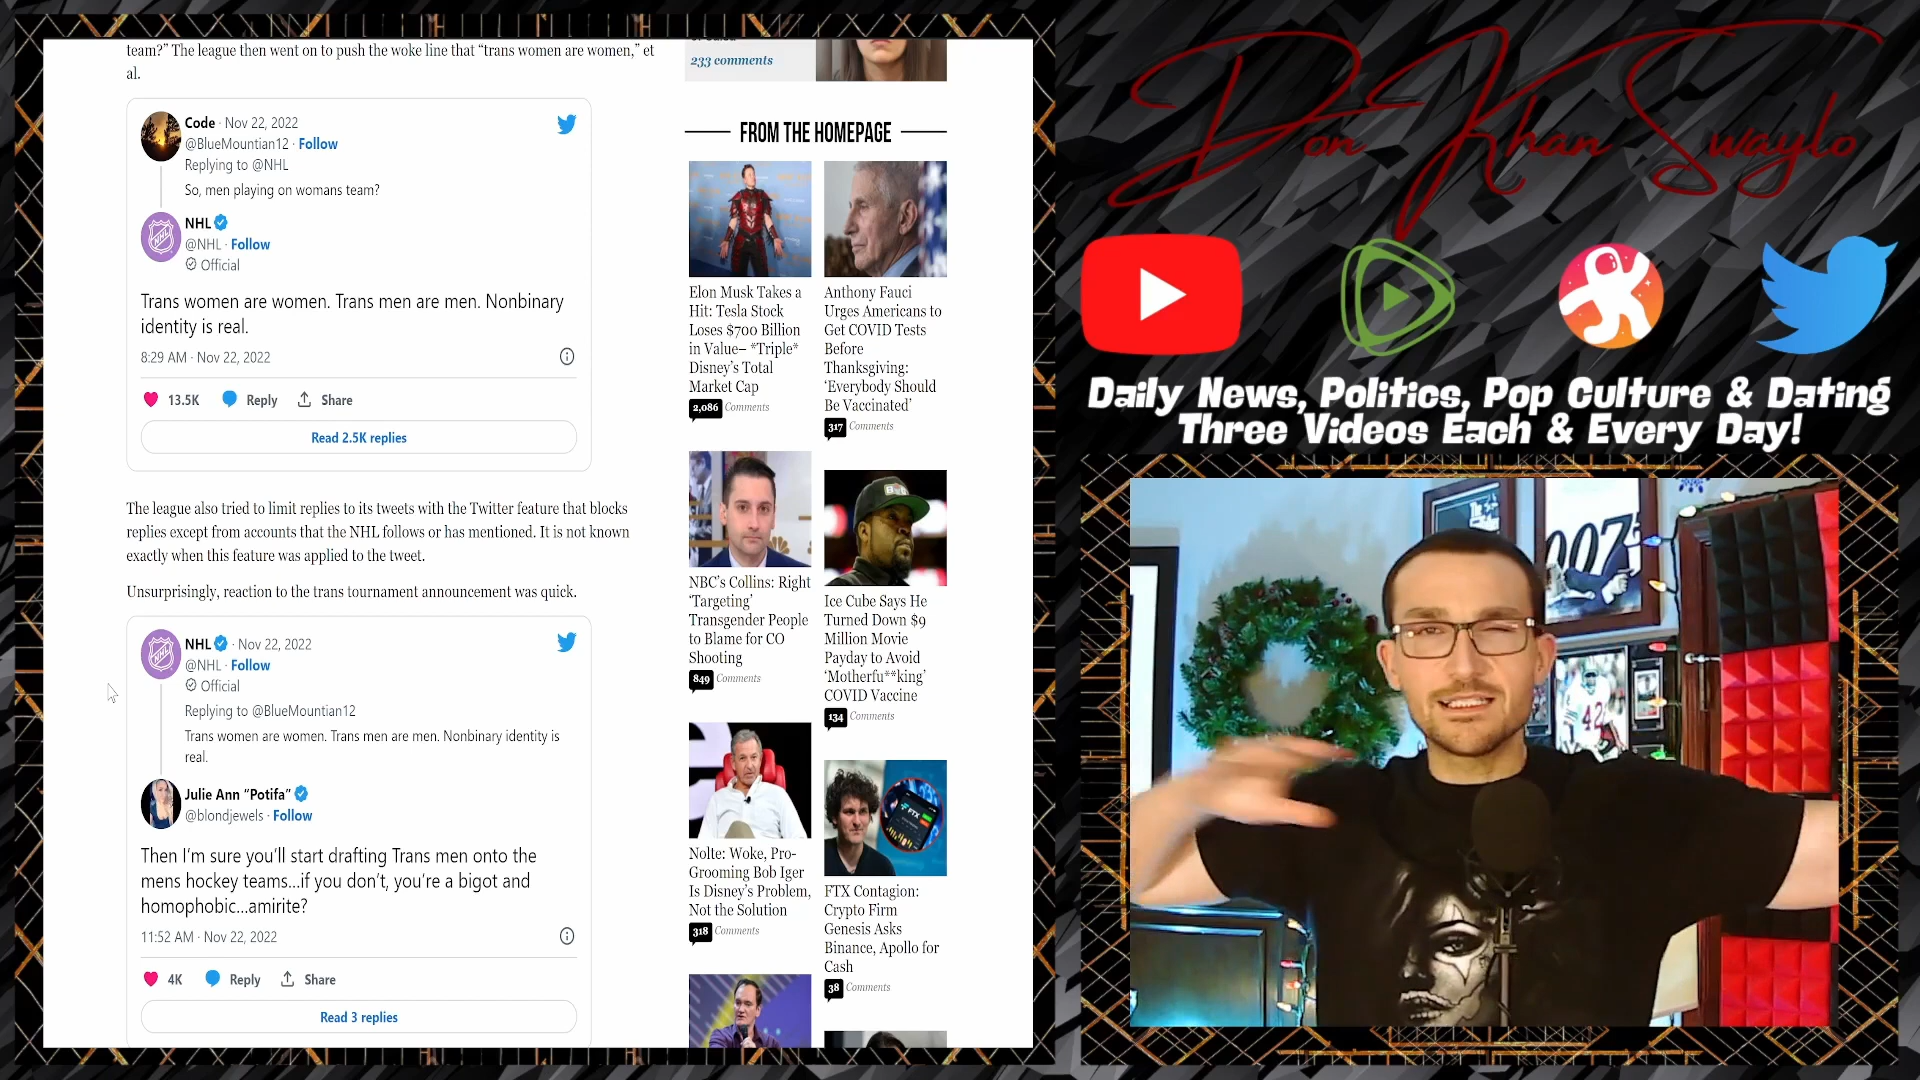 team?” The league then went on to push the woke line that “trans women are women,” et
al.
Code · Nov 22, 2022
@BlueMountian12 · Follow
Replying to @NHL
So, men playing on womans team?
NHL
@NHL · Follow
Official
Trans women are women. Trans men are men. Nonbinary
identity is real.
8:29 AM · Nov 22, 2022
13.5K Reply Share
Read 2.5K replies
The league also tried to limit replies to its tweets with the Twitter feature that blocks
replies except from accounts that the NHL follows or has mentioned. It is not known
exactly when this feature was applied to the tweet.
Unsurprisingly, reaction to the trans tournament announcement was quick.
NHL · Nov 22, 2022
@NHL · Follow
Official
Replying to @BlueMountian12
Trans women are women. Trans men are men. Nonbinary identity is
real.
Julie Ann “Potifa”
@blondjewels · Follow
Then I’m sure you’ll start drafting Trans men onto the
mens hockey teams...if you don’t, you’re a bigot and
homophobic...amirite?
11:52 AM · Nov 22, 2022
4K Reply Share
Read 3 replies
233 comments
FROM THE HOMEPAGE
Elon Musk Takes a
Hit: Tesla Stock
Loses $700 Billion
in Value– *Triple*
Disney’s Total
Market Cap
2,086 Comments
Anthony Fauci
Urges Americans to
Get COVID Tests
Before
Thanksgiving:
‘Everybody Should
Be Vaccinated’
317 Comments
NBC’s Collins: Right
‘Targeting’
Transgender People
to Blame for CO
Shooting
849 Comments
Ice Cube Says He
Turned Down $9
Million Movie
Payday to Avoid
‘Motherfu**king’
COVID Vaccine
134 Comments
Nolte: Woke, Pro-
Grooming Bob Iger
Is Disney’s Problem,
Not the Solution
318 Comments
FTX
FTX Contagion:
Crypto Firm
Genesis Asks
Binance, Apollo for
Cash
38 Comments
Don Khan Swaylo
Daily News, Politics, Pop Culture & Dating
Three Videos Each & Every Day!
007
42